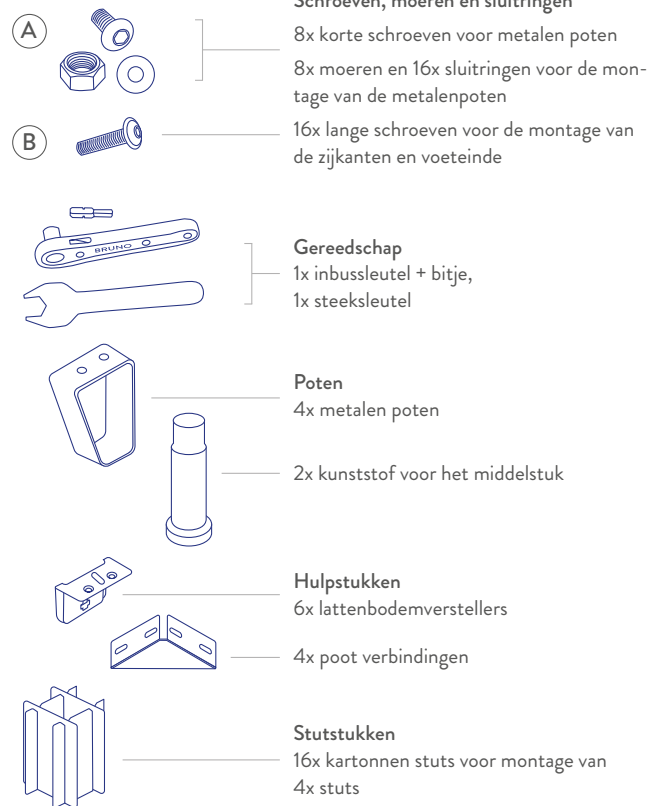 Schroeven, moeren en sluitringen
A
8x korte schroeven voor metalen poten
8x moeren en 16x sluitringen voor de mon-
tage van de metalenpoten
B
16x lange schroeven voor de montage van
de zijkanten en voeteinde
BRUNO
Gereedschap
1x inbussleutel + bitje,
1x steeksleutel
Poten
4x metalen poten
2x kunststof voor het middelstuk
Hulpstukken
6x lattenbodemverstellers
4x poot verbindingen
Stutstukken
16x kartonnen stuts voor montage van
4x stuts